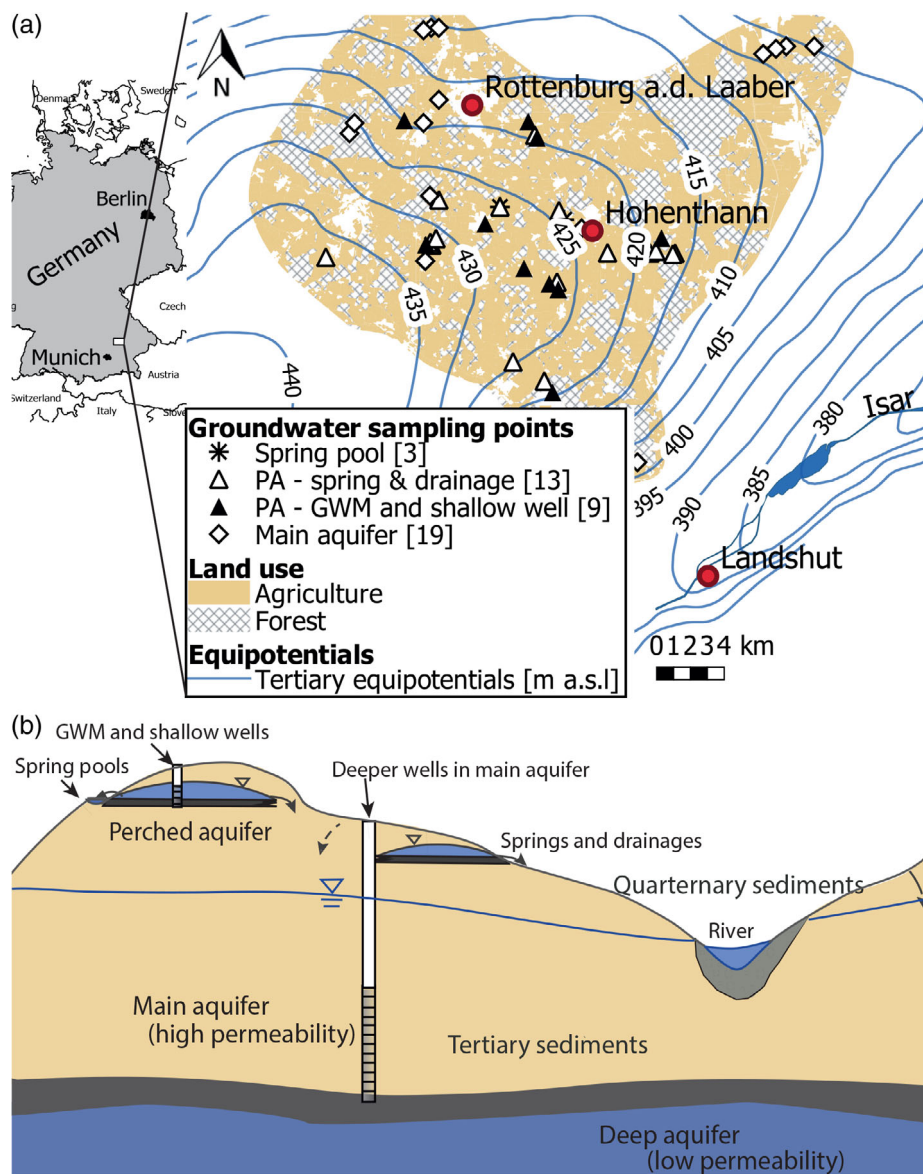 (a)
N
Denmark
Sweden
Berlin
Germany
Czech
Munich
Austria
Switzerland
Italy
Slove
Rottenburg a.d. Laaber
Hohenthann
415
420
425
430
435
440
410
405
400
395
390
385
380
Isar
Landshut
01234 km
Groundwater sampling points
Spring pool [3]
PA - spring & drainage [13]
PA - GWM and shallow well [9]
Main aquifer [19]
Land use
Agriculture
Forest
Equipotentials
Tertiary equipotentials [m a.s.l]
(b)
GWM and shallow wells
Spring pools
Deeper wells in main aquifer
Perched aquifer
Springs and drainages
Quarternary sediments
River
Main aquifer
(high permeability)
Tertiary sediments
Deep aquifer
(low permeability)